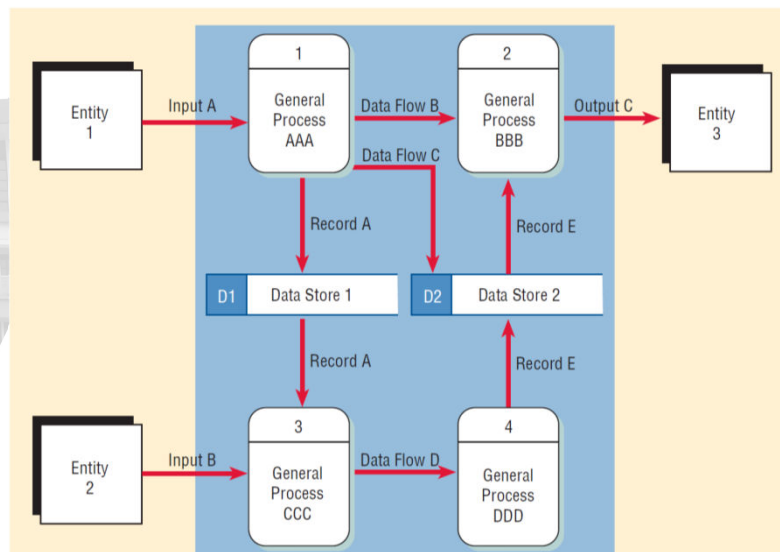 1
2
Entity
1
Input A
General
Process
AAA
Data Flow B
General
Process
BBB
Output C
Entity
3
Data Flow C
Record A
Record E
D1
Data Store 1
D2
Data Store 2
Record A
Record E
3
4
Entity
2
Input B
General
Process
CCC
Data Flow D
General
Process
DDD